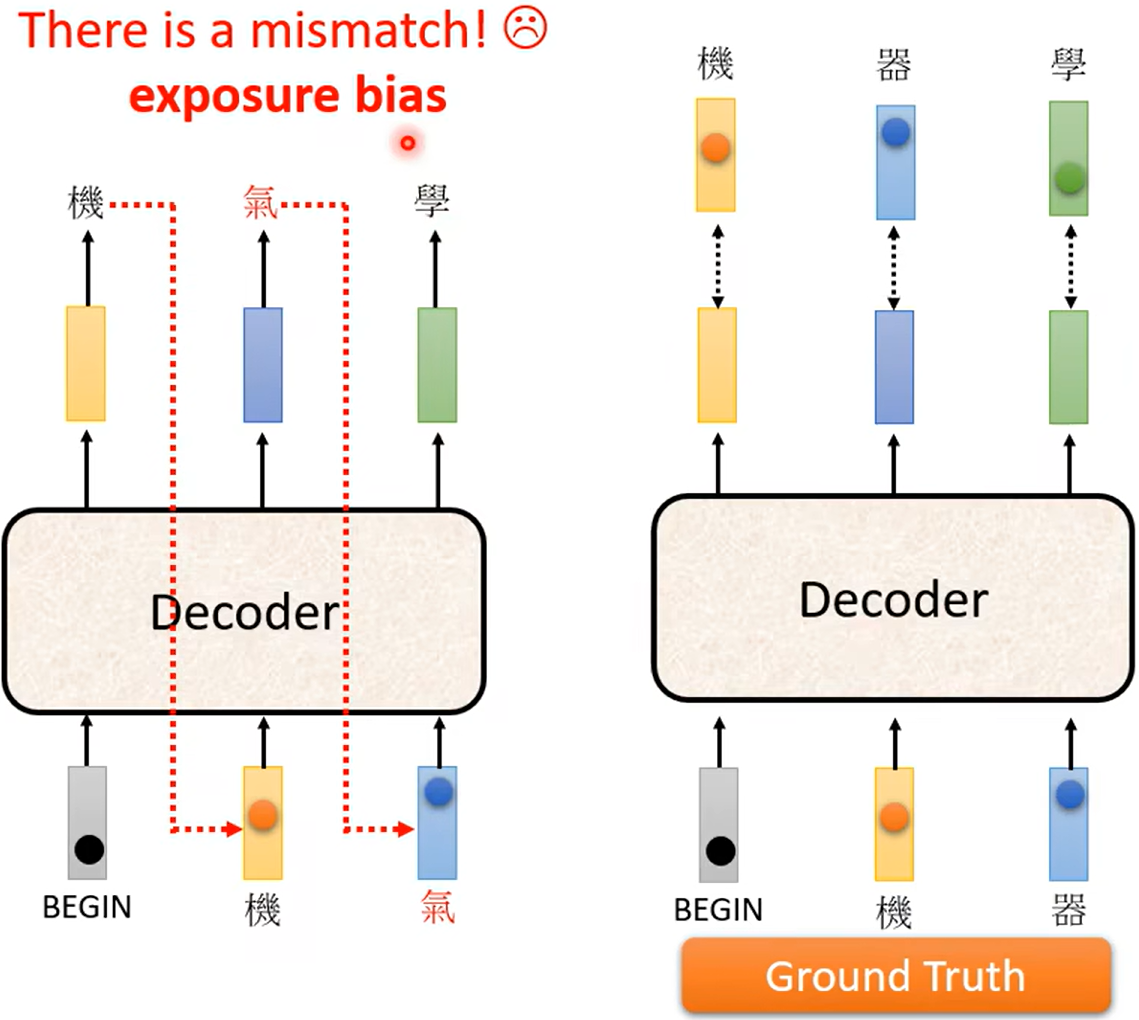 There is a mismatch! ☹
exposure bias
機 氣 學
Decoder
BEGIN 機 氣
機 器 學
Decoder
BEGIN 機 器
Ground Truth